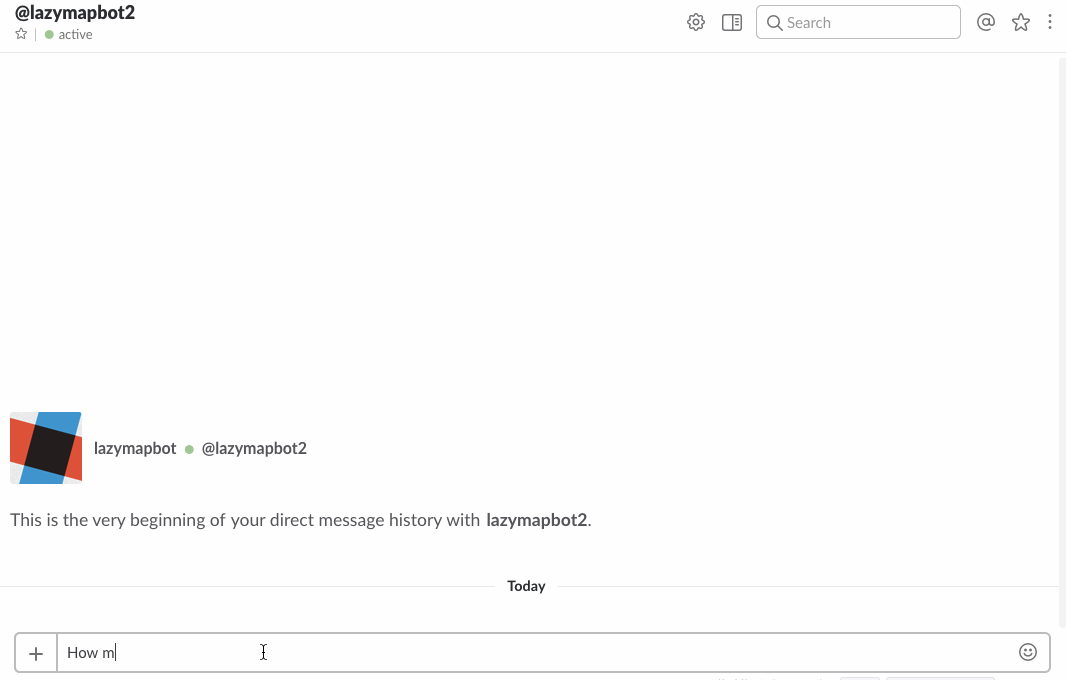 @lazymapbot2
active
Search
lazymapbot @lazymapbot2
This is the very beginning of your direct message history with lazymapbot2.
Today
How m